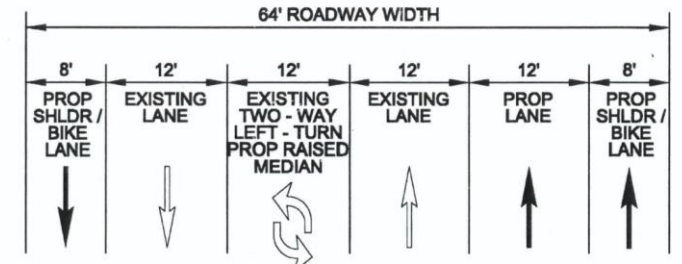 64' ROADWAY WIDTH
8'
12'
12'
12'
12'
8'
PROP
SHLDR /
BIKE
LANE
EXISTING
LANE
EXISTING
TWO - WAY
LEFT - TURN
PROP RAISED
MEDIAN
EXISTING
LANE
PROP
LANE
PROP
SHLDR /
BIKE
LANE